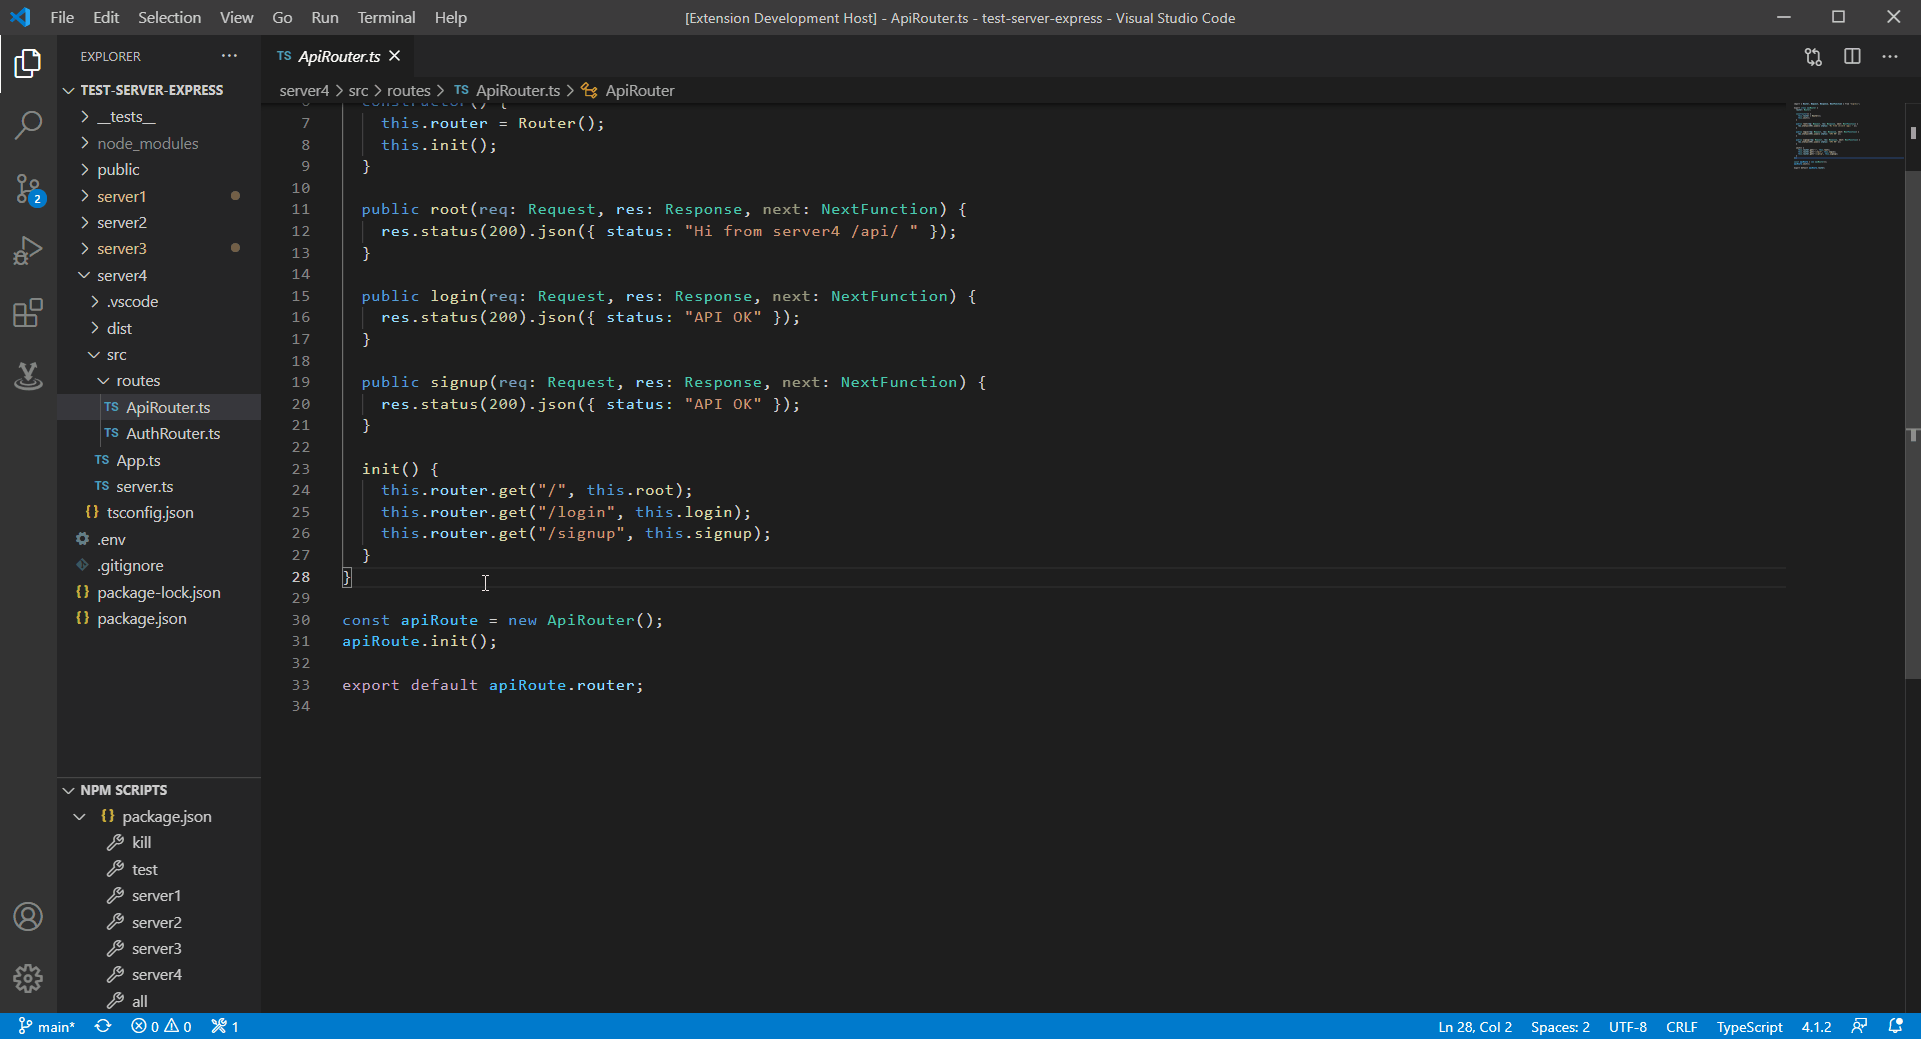 File Edit Selection View Go Run Terminal Help
[Extension Development Host] - ApiRouter.ts - test-server-express - Visual Studio Code
EXPLORER ···
TEST-SERVER-EXPRESS
__tests__
node_modules
public
server1
server2
server3
server4
.vscode
dist
src
routes
TS ApiRouter.ts
TS AuthRouter.ts
TS App.ts
TS server.ts
{} tsconfig.json
.env
.gitignore
{} package-lock.json
{} package.json
2
NPM SCRIPTS
{} package.json
kill
test
server1
server2
server3
server4
all
TS ApiRouter.ts
server4 > src > routes > TS ApiRouter.ts > ApiRouter
6 constructor() {
7 this.router = Router();
8 this.init();
9 }
10
11 public root(req: Request, res: Response, next: NextFunction) {
12 res.status(200).json({ status: "Hi from server4 /api/ " });
13 }
14
15 public login(req: Request, res: Response, next: NextFunction) {
16 res.status(200).json({ status: "API OK" });
17 }
18
19 public signup(req: Request, res: Response, next: NextFunction) {
20 res.status(200).json({ status: "API OK" });
21 }
22
23 init() {
24 this.router.get("/", this.root);
25 this.router.get("/login", this.login);
26 this.router.get("/signup", this.signup);
27 }
28 }
29
30 const apiRoute = new ApiRouter();
31 apiRoute.init();
32
33 export default apiRoute.router;
34
main* 0 0 1
Ln 28, Col 2 Spaces: 2 UTF-8 CRLF TypeScript 4.1.2